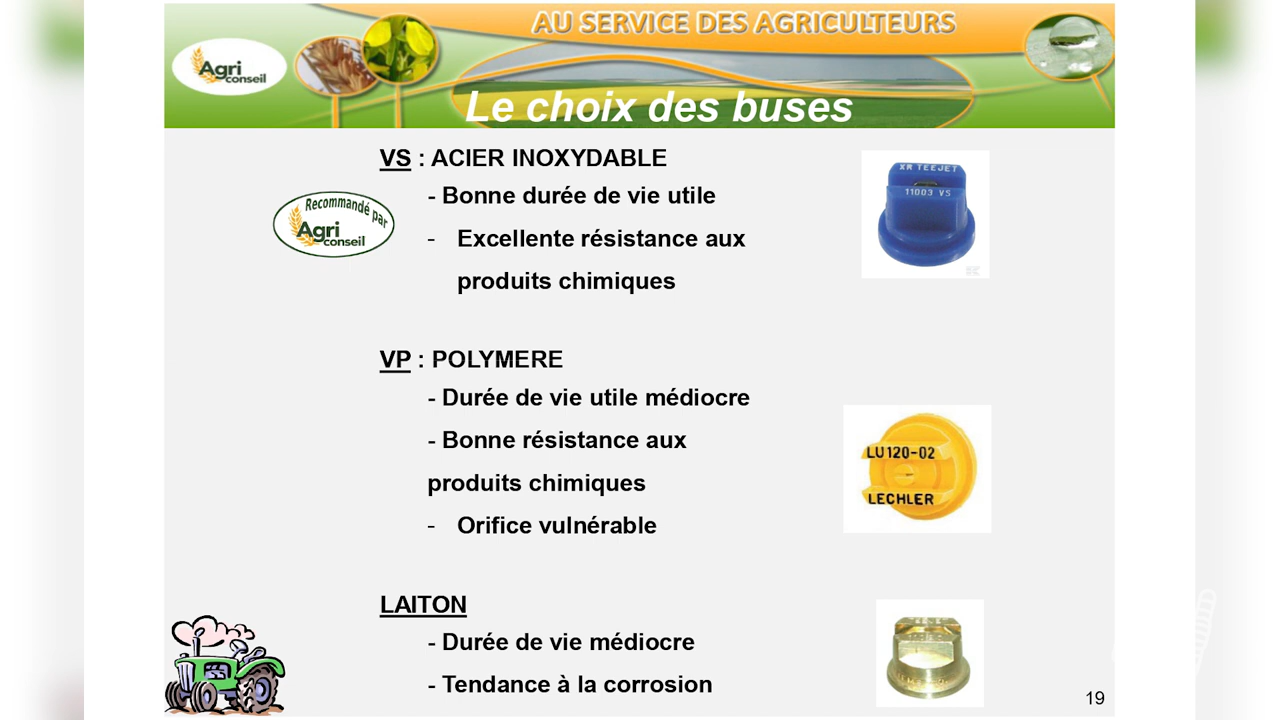 AU SERVICE DES AGRICULTEURS
Agri
conseil
Le choix des buses
VS : ACIER INOXYDABLE
- Bonne durée de vie utile
- Excellente résistance aux
produits chimiques
Recommandé par
Agri
conseil
XR TEEJET
11003 VS
VP : POLYMERE
- Durée de vie utile médiocre
- Bonne résistance aux
produits chimiques
- Orifice vulnérable
LU120-02
LECHLER
LAITON
- Durée de vie médiocre
- Tendance à la corrosion
19